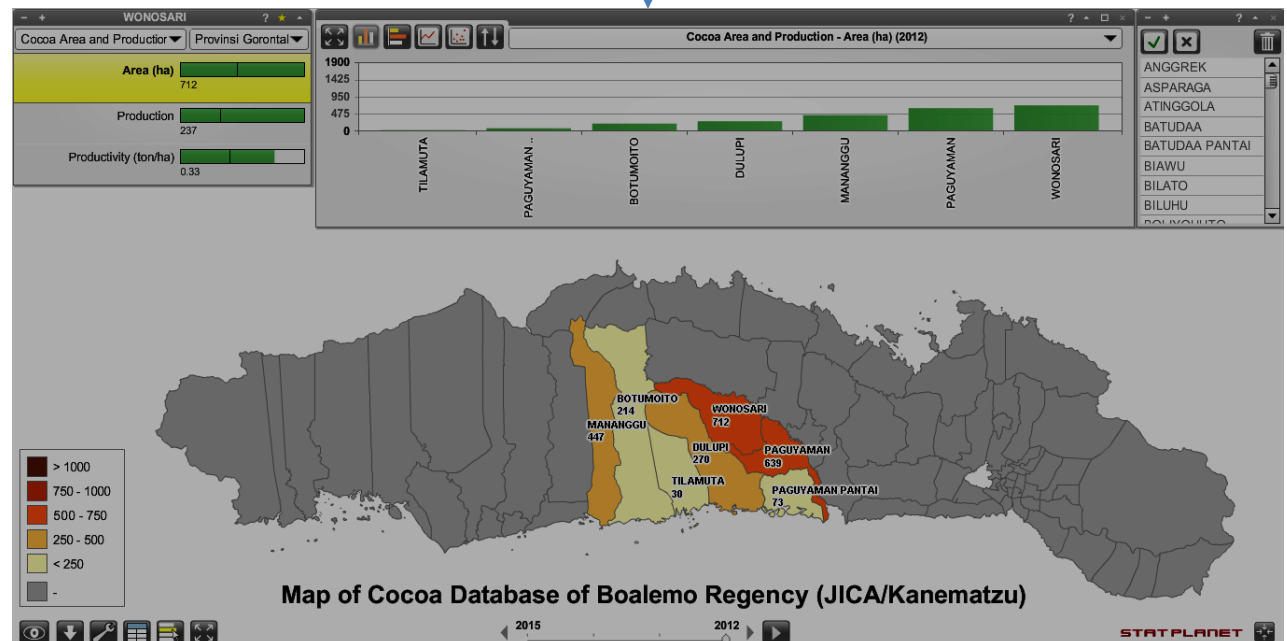 WONOSARI
Cocoa Area and Production
Provinsi Gorontal
Area (ha)
712
Production
237
Productivity (ton/ha)
0.33
Cocoa Area and Production - Area (ha) (2012)
1900
1425
950
475
0
TILAMUTA
PAGUYAMAN..
BOTUMOITO
DULUPI
MANANGGU
PAGUYAMAN
WONOSARI
ANGGREK
ASPARAGA
ATINGGOLA
BATUDAA
BATUDAA PANTAI
BIAWU
BILATO
BILUHU
BOLIYOHUTO
BOTUMOITO
214
MANANGGU
447
WONOSARI
712
DULUPI
270
PAGUYAMAN
639
TILAMUTA
30
PAGUYAMAN PANTAI
73
> 1000
750 - 1000
500 - 750
250 - 500
< 250
-
Map of Cocoa Database of Boalemo Regency (JICA/Kanematzu)
2015
2012
STAT PLANET